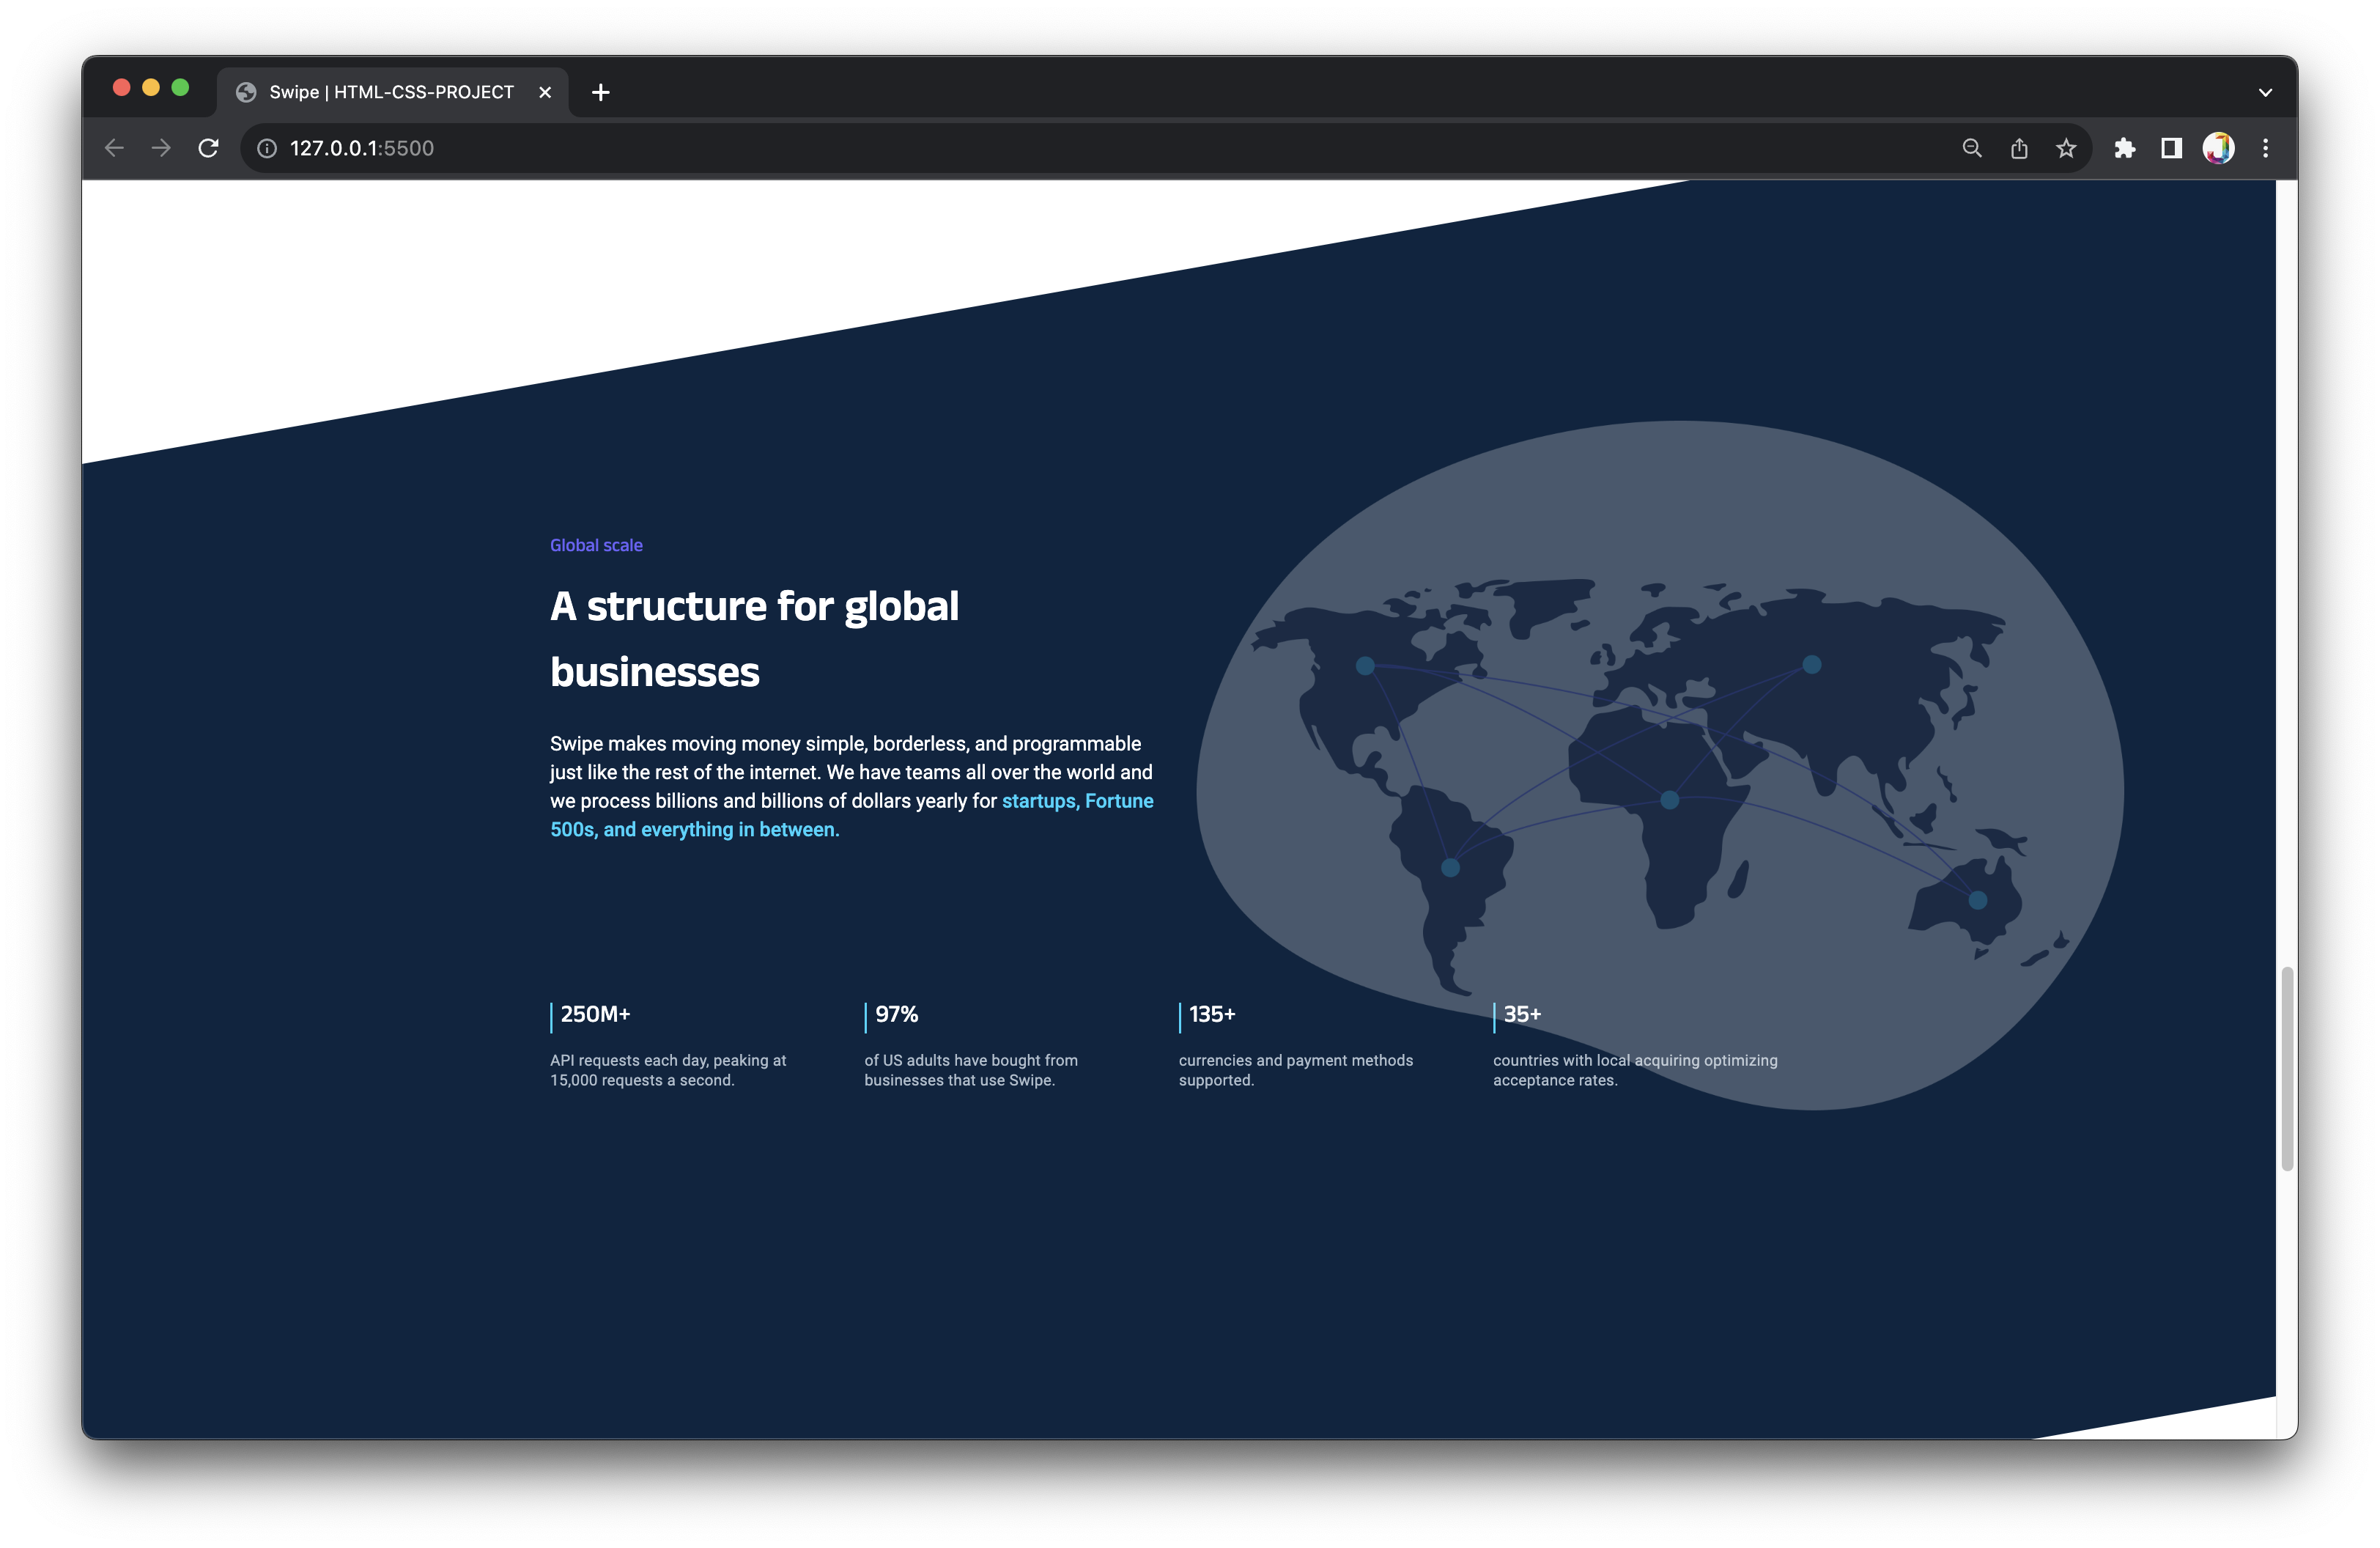 Swipe | HTML-CSS-PROJECT
127.0.0.1:5500
Global scale
A structure for global
businesses
Swipe makes moving money simple, borderless, and programmable
just like the rest of the internet. We have teams all over the world and
we process billions and billions of dollars yearly for startups, Fortune
500s, and everything in between.
250M+
API requests each day, peaking at
15,000 requests a second.
97%
of US adults have bought from
businesses that use Swipe.
135+
currencies and payment methods
supported.
35+
countries with local acquiring optimizing
acceptance rates.